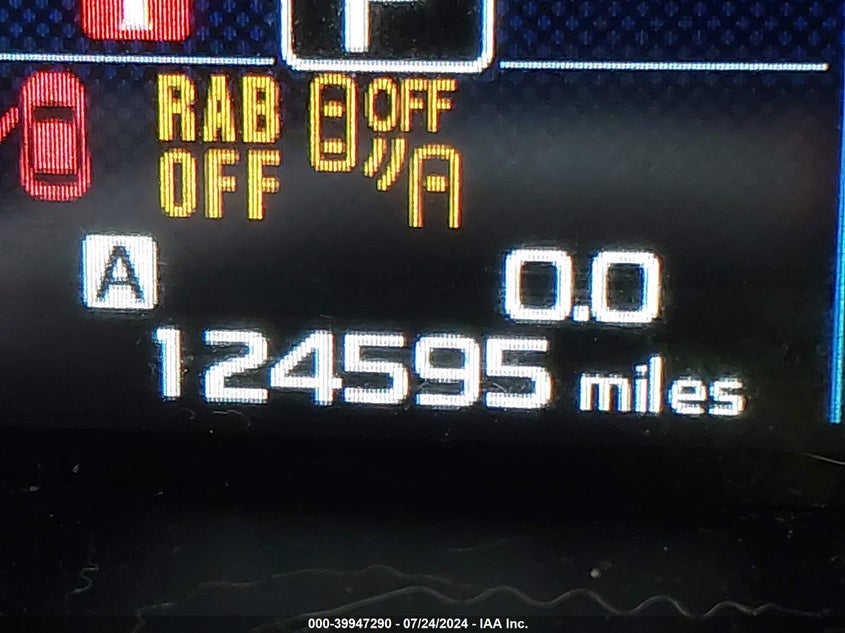 P
RAB OFF
OFF
A 0.0
124595 miles
000-39947290 - 07/24/2024 - IAA Inc.